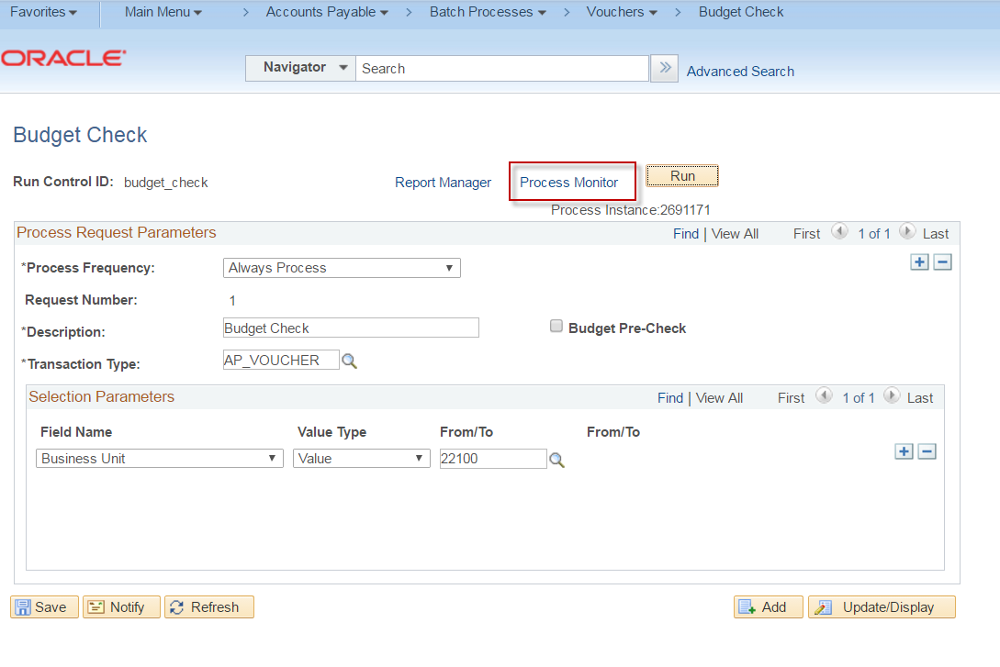 Favorites Main Menu > Accounts Payable > Batch Processes > Vouchers > Budget Check
ORACLE®
Navigator Search » Advanced Search
Budget Check
Run Control ID: budget_check Report Manager Process Monitor Run
Process Instance:2691171
Process Request Parameters Find | View All First 1 of 1 Last
*Process Frequency: Always Process
Request Number: 1
*Description: Budget Check Budget Pre-Check
*Transaction Type: AP_VOUCHER
Selection Parameters Find | View All First 1 of 1 Last
Field Name Value Type From/To From/To
Business Unit Value 22100
Save Notify Refresh Add Update/Display